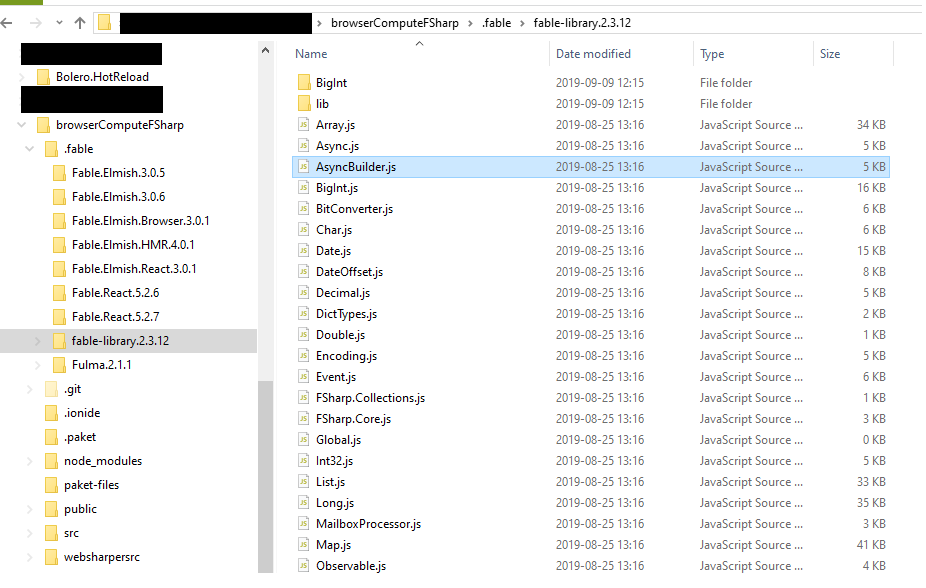 browserComputeFSharp > .fable > fable-library.2.3.12
Bolero.HotReload
browserComputeFSharp
.fable
Fable.Elmish.3.0.5
Fable.Elmish.3.0.6
Fable.Elmish.Browser.3.0.1
Fable.Elmish.HMR.4.0.1
Fable.Elmish.React.3.0.1
Fable.React.5.2.6
Fable.React.5.2.7
fable-library.2.3.12
Fulma.2.1.1
.git
.ionide
.paket
node_modules
paket-files
public
src
websharpersrc
Name Date modified Type Size
BigInt 2019-09-09 12:15 File folder
lib 2019-09-09 12:15 File folder
Array.js 2019-08-25 13:16 JavaScript Source ... 34 KB
Async.js 2019-08-25 13:16 JavaScript Source ... 5 KB
AsyncBuilder.js 2019-08-25 13:16 JavaScript Source ... 5 KB
BigInt.js 2019-08-25 13:16 JavaScript Source ... 16 KB
BitConverter.js 2019-08-25 13:16 JavaScript Source ... 6 KB
Char.js 2019-08-25 13:16 JavaScript Source ... 6 KB
Date.js 2019-08-25 13:16 JavaScript Source ... 15 KB
DateOffset.js 2019-08-25 13:16 JavaScript Source ... 8 KB
Decimal.js 2019-08-25 13:16 JavaScript Source ... 5 KB
DictTypes.js 2019-08-25 13:16 JavaScript Source ... 2 KB
Double.js 2019-08-25 13:16 JavaScript Source ... 1 KB
Encoding.js 2019-08-25 13:16 JavaScript Source ... 5 KB
Event.js 2019-08-25 13:16 JavaScript Source ... 6 KB
FSharp.Collections.js 2019-08-25 13:16 JavaScript Source ... 1 KB
FSharp.Core.js 2019-08-25 13:16 JavaScript Source ... 3 KB
Global.js 2019-08-25 13:16 JavaScript Source ... 0 KB
Int32.js 2019-08-25 13:16 JavaScript Source ... 5 KB
List.js 2019-08-25 13:16 JavaScript Source ... 33 KB
Long.js 2019-08-25 13:16 JavaScript Source ... 35 KB
MailboxProcessor.js 2019-08-25 13:16 JavaScript Source ... 3 KB
Map.js 2019-08-25 13:16 JavaScript Source ... 41 KB
Observable.js 2019-08-25 13:16 JavaScript Source ... 4 KB